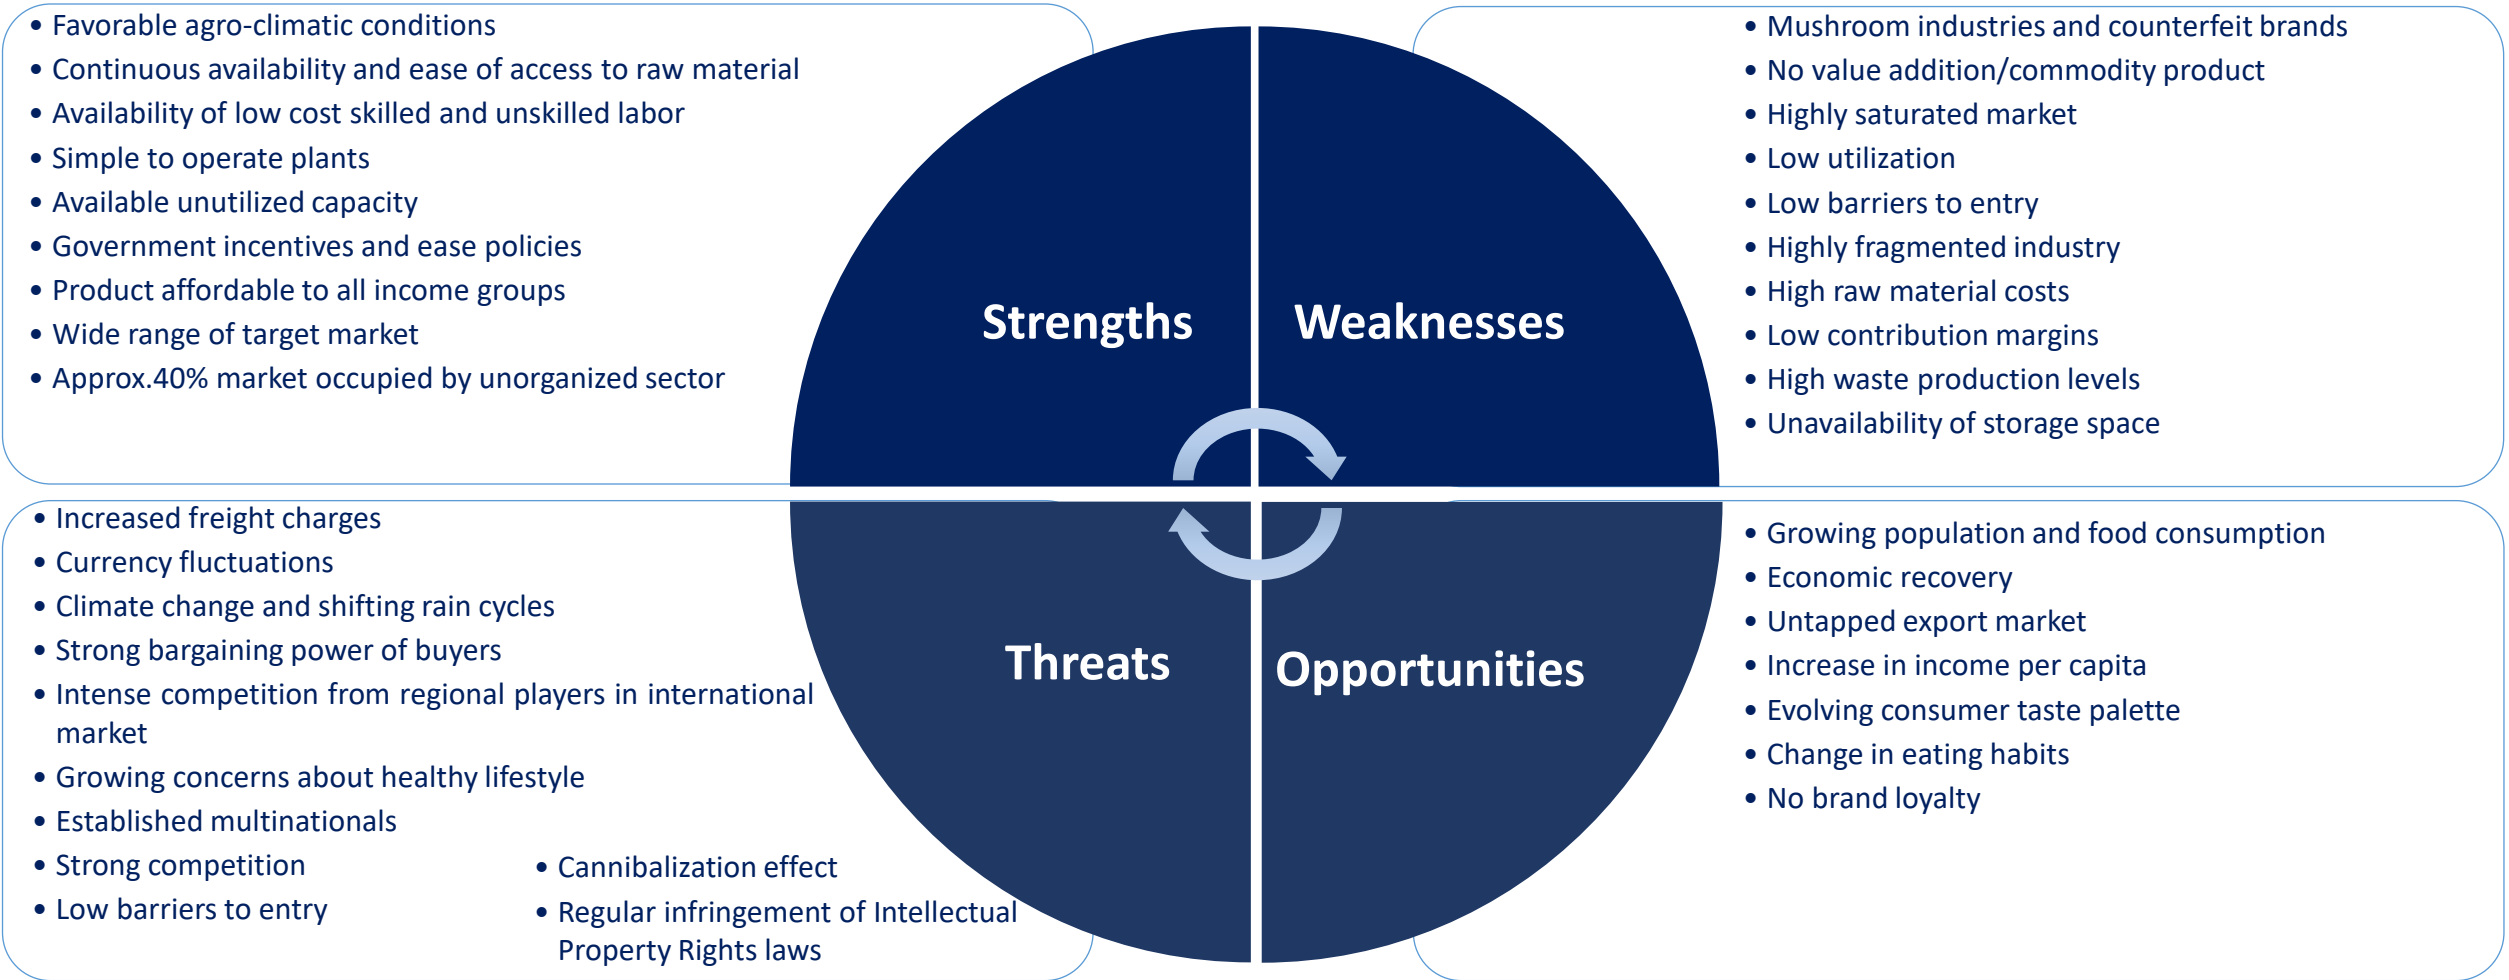 • Favorable agro-climatic conditions
• Continuous availability and ease of access to raw material
• Availability of low cost skilled and unskilled labor
• Simple to operate plants
• Available unutilized capacity
• Government incentives and ease policies
• Product affordable to all income groups
• Wide range of target market
• Approx.40% market occupied by unorganized sector
Strengths
Weaknesses
• Mushroom industries and counterfeit brands
• No value addition/commodity product
• Highly saturated market
• Low utilization
• Low barriers to entry
• Highly fragmented industry
• High raw material costs
• Low contribution margins
• High waste production levels
• Unavailability of storage space
• Increased freight charges
• Currency fluctuations
• Climate change and shifting rain cycles
• Strong bargaining power of buyers
• Intense competition from regional players in international
market
• Growing concerns about healthy lifestyle
• Established multinationals
• Strong competition
• Low barriers to entry
• Cannibalization effect
• Regular infringement of Intellectual
Property Rights laws
Threats
Opportunities
• Growing population and food consumption
• Economic recovery
• Untapped export market
• Increase in income per capita
• Evolving consumer taste palette
• Change in eating habits
• No brand loyalty